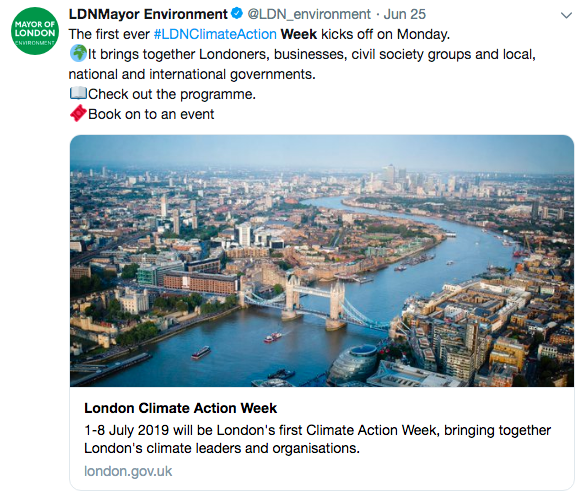 MAYOR OF
LONDON
ENVIRONMENT
LDNMayor Environment @LDN_environment · Jun 25
The first ever #LDNClimateAction Week kicks off on Monday.
🌍It brings together Londoners, businesses, civil society groups and local,
national and international governments.
📖Check out the programme.
🎟Book on to an event
London Climate Action Week
1-8 July 2019 will be London's first Climate Action Week, bringing together
London's climate leaders and organisations.
london.gov.uk